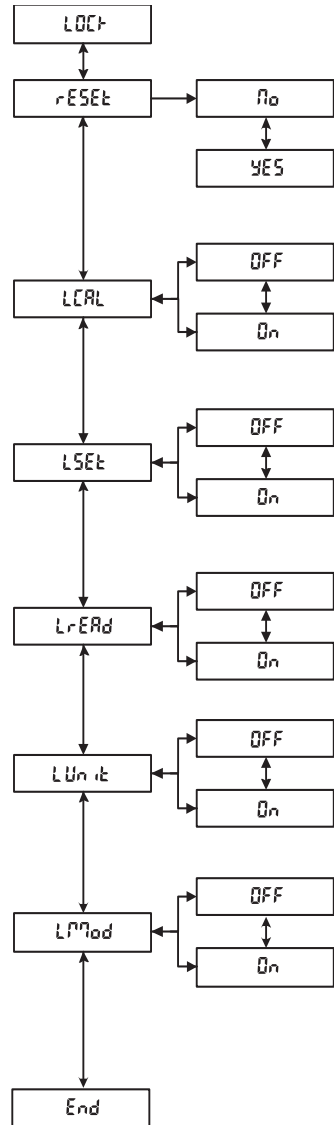 LOCK
rESEt
No
YES
LCAL
OFF
On
LSEt
OFF
On
LrEAd
OFF
On
LUnit
OFF
On
LMod
OFF
On
End